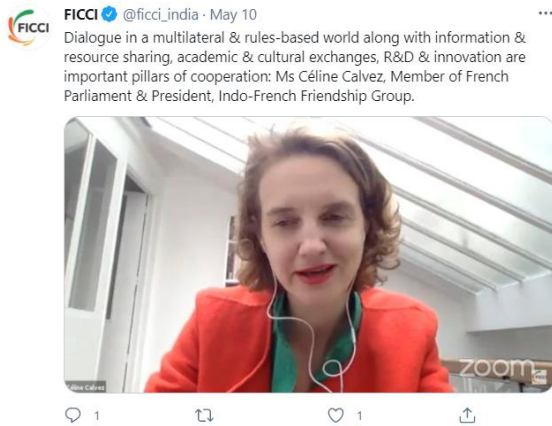 FICCI
FICCI @ficci_india · May 10
Dialogue in a multilateral & rules-based world along with information &
resource sharing, academic & cultural exchanges, R&D & innovation are
important pillars of cooperation: Ms Céline Calvez, Member of French
Parliament & President, Indo-French Friendship Group.
zoom
Céline Calvez
1
1